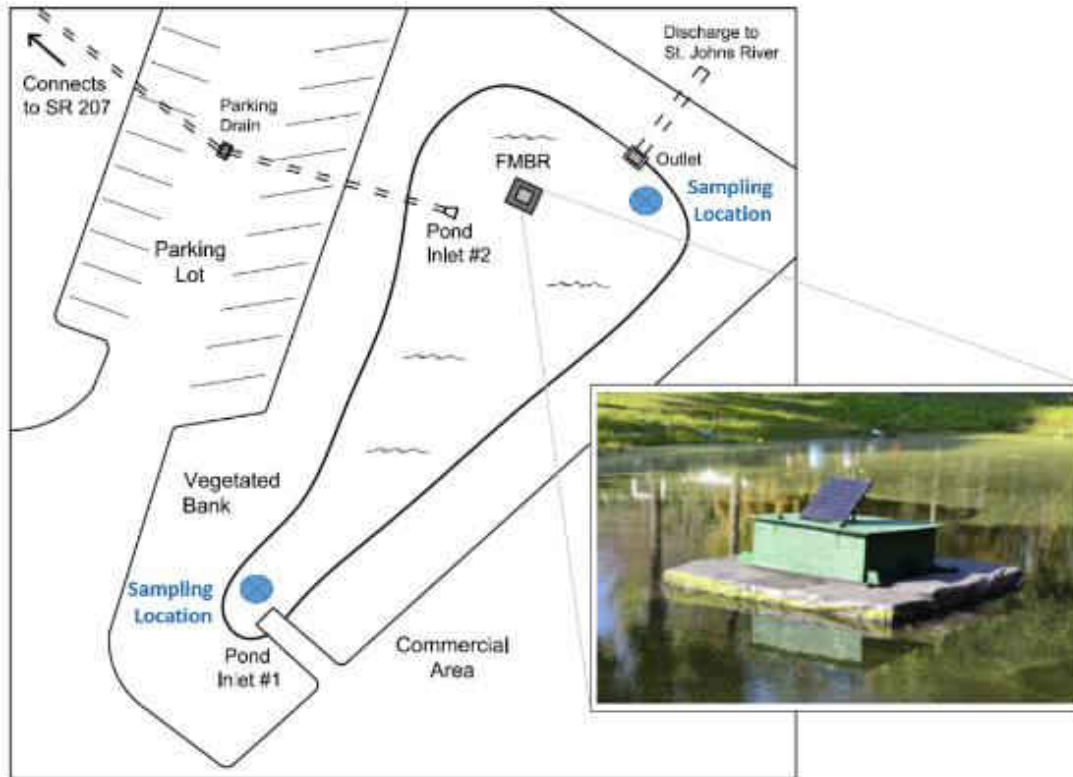 Discharge to
St. Johns River
Connects
to SR 207
Parking
Drain
FMBR
Outlet
Sampling
Location
Pond
Inlet #2
Parking
Lot
Vegetated
Bank
Sampling
Location
Pond
Inlet #1
Commercial
Area